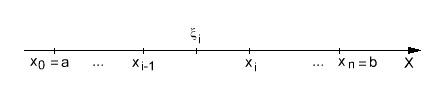 ξi
x0 = a ... xi-1 xi ... xn = b X